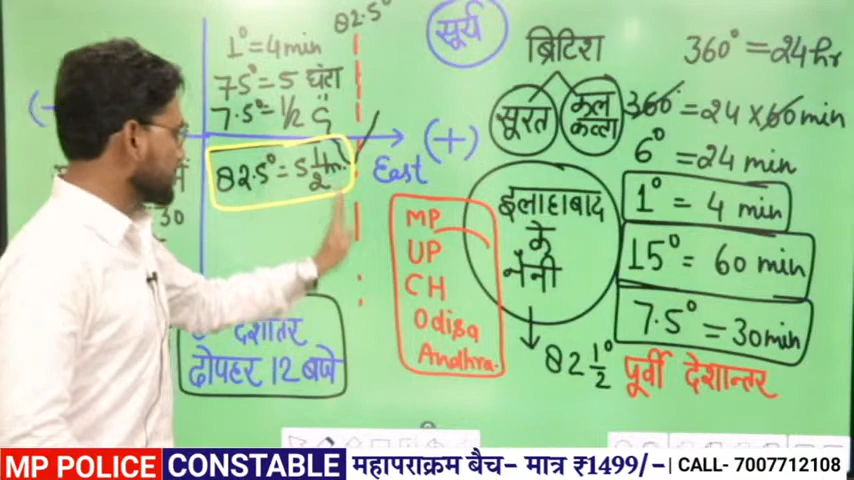 82.5°
1° = 4 min
75° = 5 घंटा
7.5° = 1/2 "
82.5° = 5 1/2
East (+)
30
देशांतर
दोपहर 12 बजे
सूर्य
ब्रिटिश
सूरत
कल
कत्ता
इलाहाबाद
के
नैनी
82 1/2° पूर्वी देशान्तर
MP
UP
CH
Odisa
Andhra.
360° = 24 hr
360° = 24 x 60 min
6° = 24 min
1° = 4 min
15° = 60 min
7.5° = 30 min
MP POLICE CONSTABLE महापराक्रम बैच- मात्र ₹1499/- | CALL- 7007712108